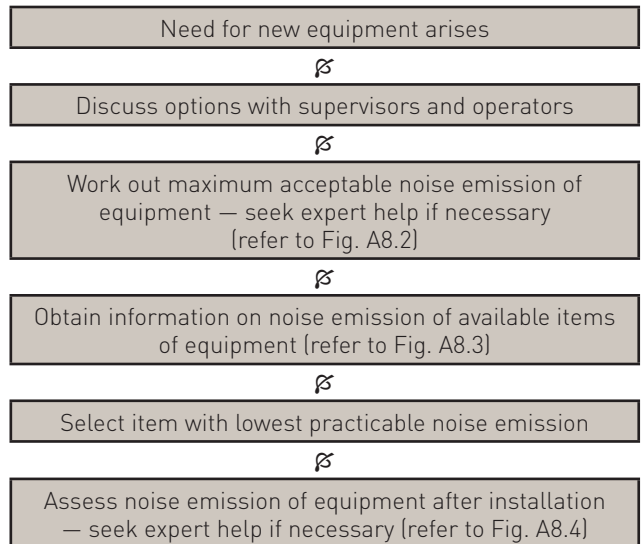 Need for new equipment arises
Discuss options with supervisors and operators
Work out maximum acceptable noise emission of
equipment — seek expert help if necessary
(refer to Fig. A8.2)
Obtain information on noise emission of available items
of equipment (refer to Fig. A8.3)
Select item with lowest practicable noise emission
Assess noise emission of equipment after installation
— seek expert help if necessary (refer to Fig. A8.4)